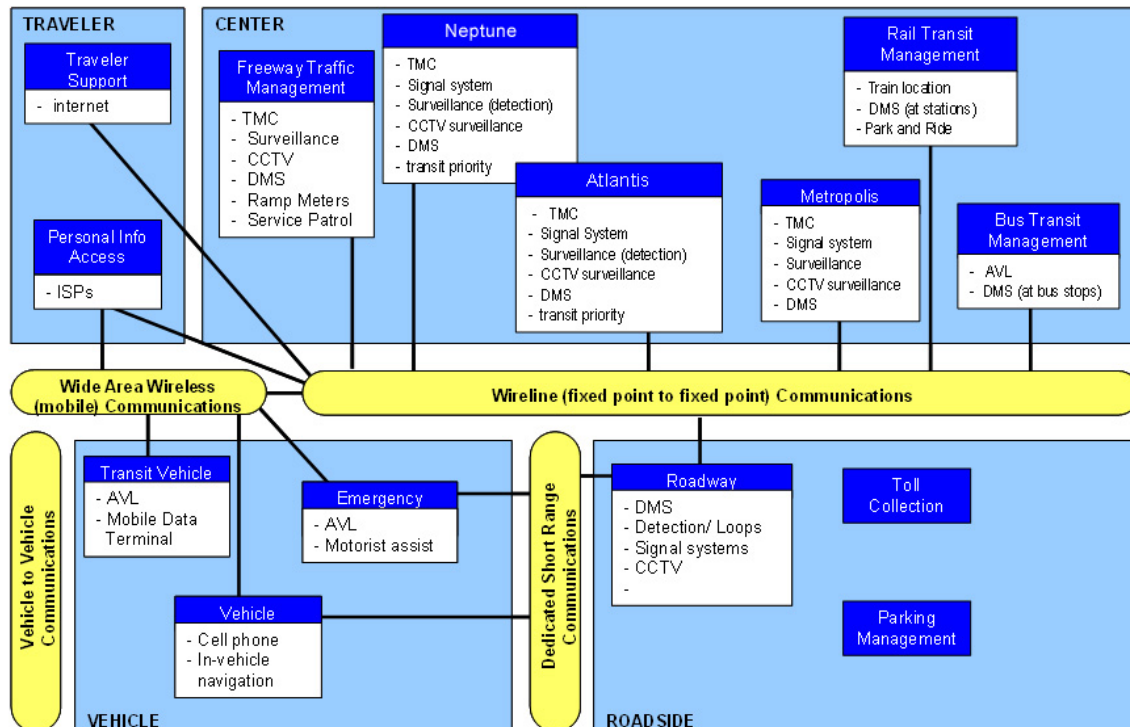 TRAVELER
Traveler
Support
- internet
Personal Info
Access
- ISPs
CENTER
Freeway Traffic
Management
- TMC
- Surveillance
- CCTV
- DMS
- Ramp Meters
- Service Patrol
Neptune
- TMC
- Signal system
- Surveillance (detection)
- CCTV surveillance
- DMS
- transit priority
Atlantis
- TMC
- Signal System
- Surveillance (detection)
- CCTV surveillance
- DMS
- transit priority
Metropolis
- TMC
- Signal system
- Surveillance
- CCTV surveillance
- DMS
Rail Transit
Management
- Train location
- DMS (at stations)
- Park and Ride
Bus Transit
Management
- AVL
- DMS (at bus stops)
Wide Area Wireless
(mobile) Communications
Wireline (fixed point to fixed point) Communications
Vehicle to Vehicle
Communications
Transit Vehicle
- AVL
- Mobile Data
Terminal
Emergency
- AVL
- Motorist assist
Vehicle
- Cell phone
- In-vehicle
navigation
VEHICLE
Dedicated Short Range
Communications
Roadway
- DMS
- Detection/ Loops
- Signal systems
- CCTV
-
Toll
Collection
Parking
Management
ROADSIDE